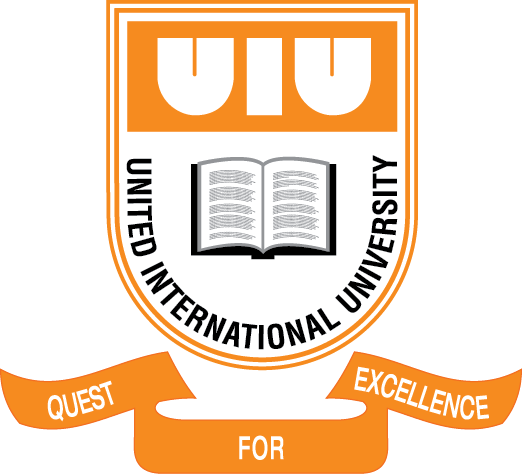 UIU
UNITED INTERNATIONAL UNIVERSITY
QUEST
FOR
EXCELLENCE